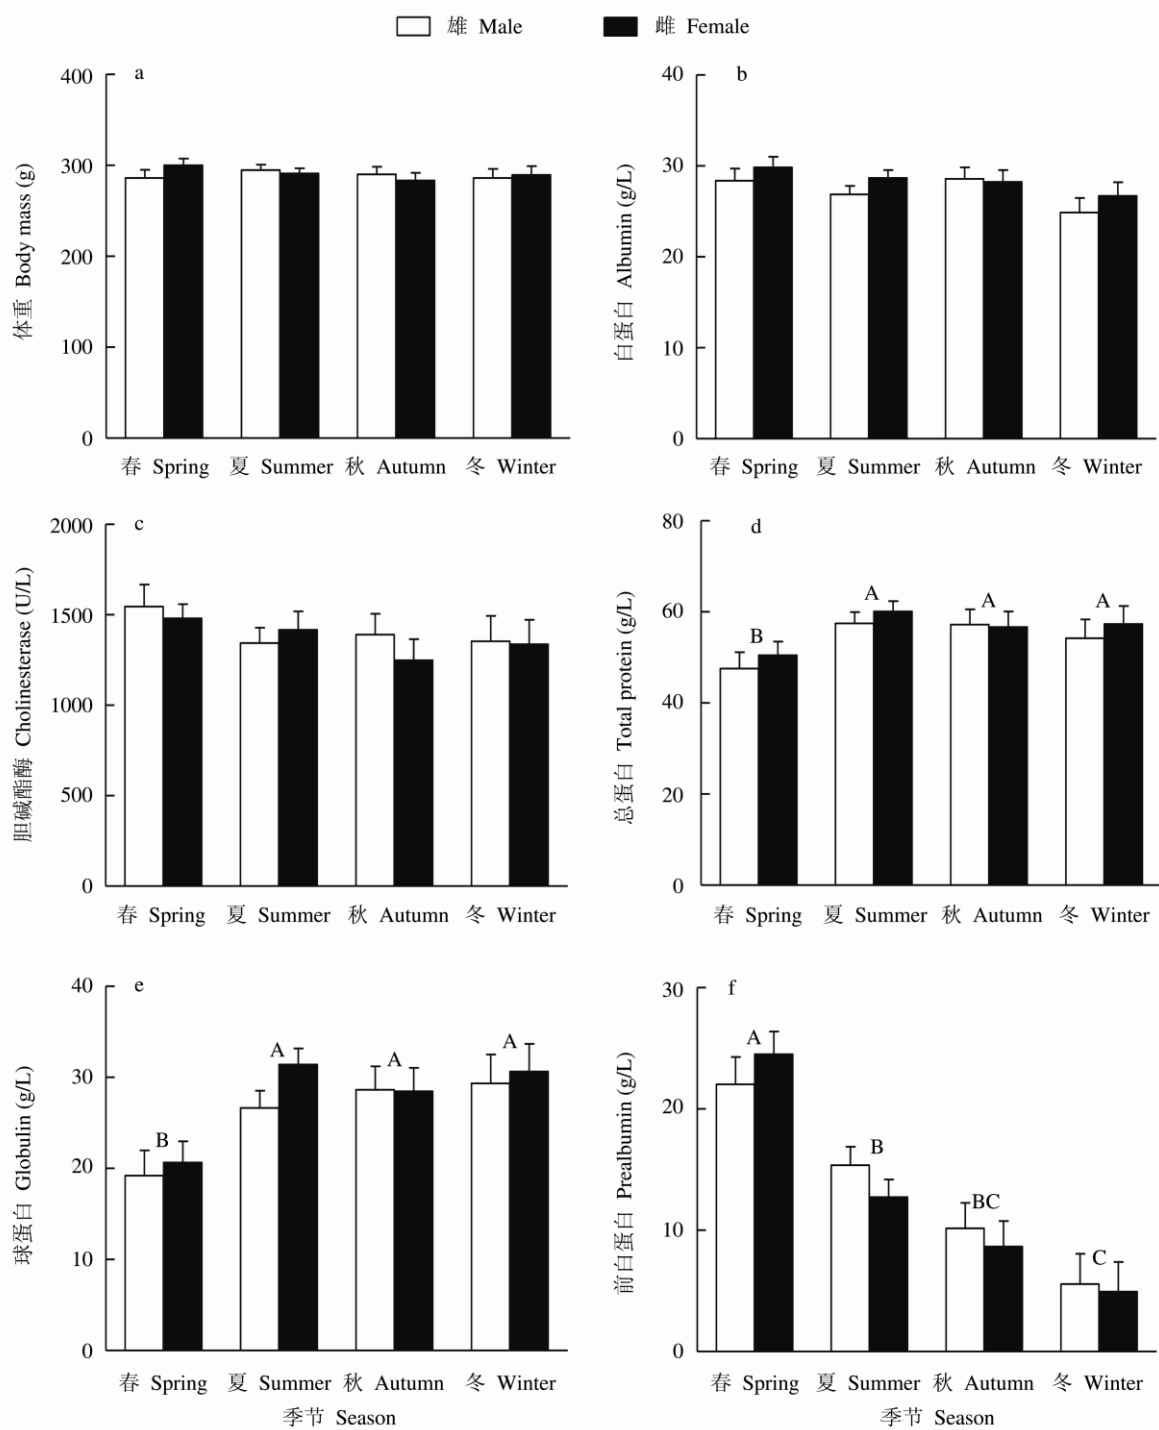 雄 Male 雌 Female
a
400
300
200
100
0
体重 Body mass (g)
春 Spring 夏 Summer 秋 Autumn 冬 Winter
b
40
30
20
10
0
白蛋白 Albumin (g/L)
春 Spring 夏 Summer 秋 Autumn 冬 Winter
c
2000
1500
1000
500
0
胆碱酯酶 Cholinesterase (U/L)
春 Spring 夏 Summer 秋 Autumn 冬 Winter
d
80
60
40
20
0
总蛋白 Total protein (g/L)
B A A A
春 Spring 夏 Summer 秋 Autumn 冬 Winter
e
40
30
20
10
0
球蛋白 Globulin (g/L)
B A A A
春 Spring 夏 Summer 秋 Autumn 冬 Winter
季节 Season
f
30
20
10
0
前白蛋白 Prealbumin (g/L)
A B BC C
春 Spring 夏 Summer 秋 Autumn 冬 Winter
季节 Season